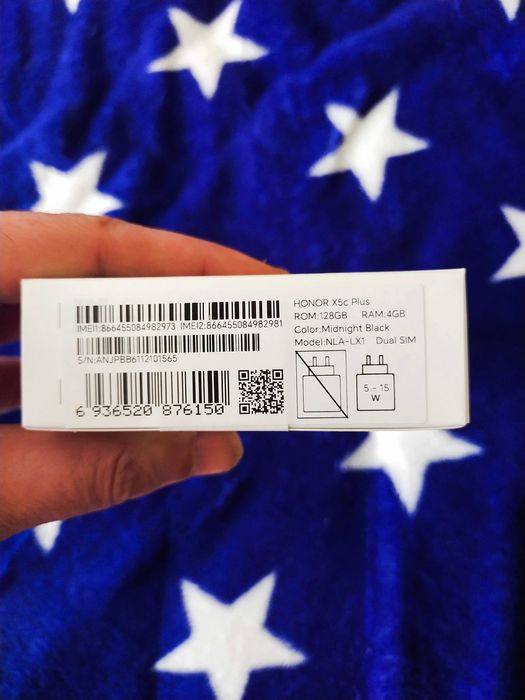 IMEI1:866455084982973 IMEI2:866455084982981
S/N:ANJPBB6112101565
6 936520 876150
HONOR X5c Plus
ROM:128GB RAM:4GB
Color:Midnight Black
Model:NLA-LX1 Dual SIM
5 - 15
W